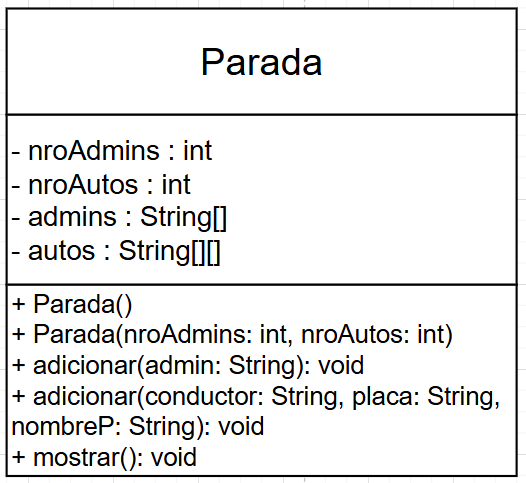 Parada
- nroAdmins : int
- nroAutos : int
- admins : String[]
- autos : String[][]
+ Parada()
+ Parada(nroAdmins: int, nroAutos: int)
+ adicionar(admin: String): void
+ adicionar(conductor: String, placa: String,
nombreP: String): void
+ mostrar(): void